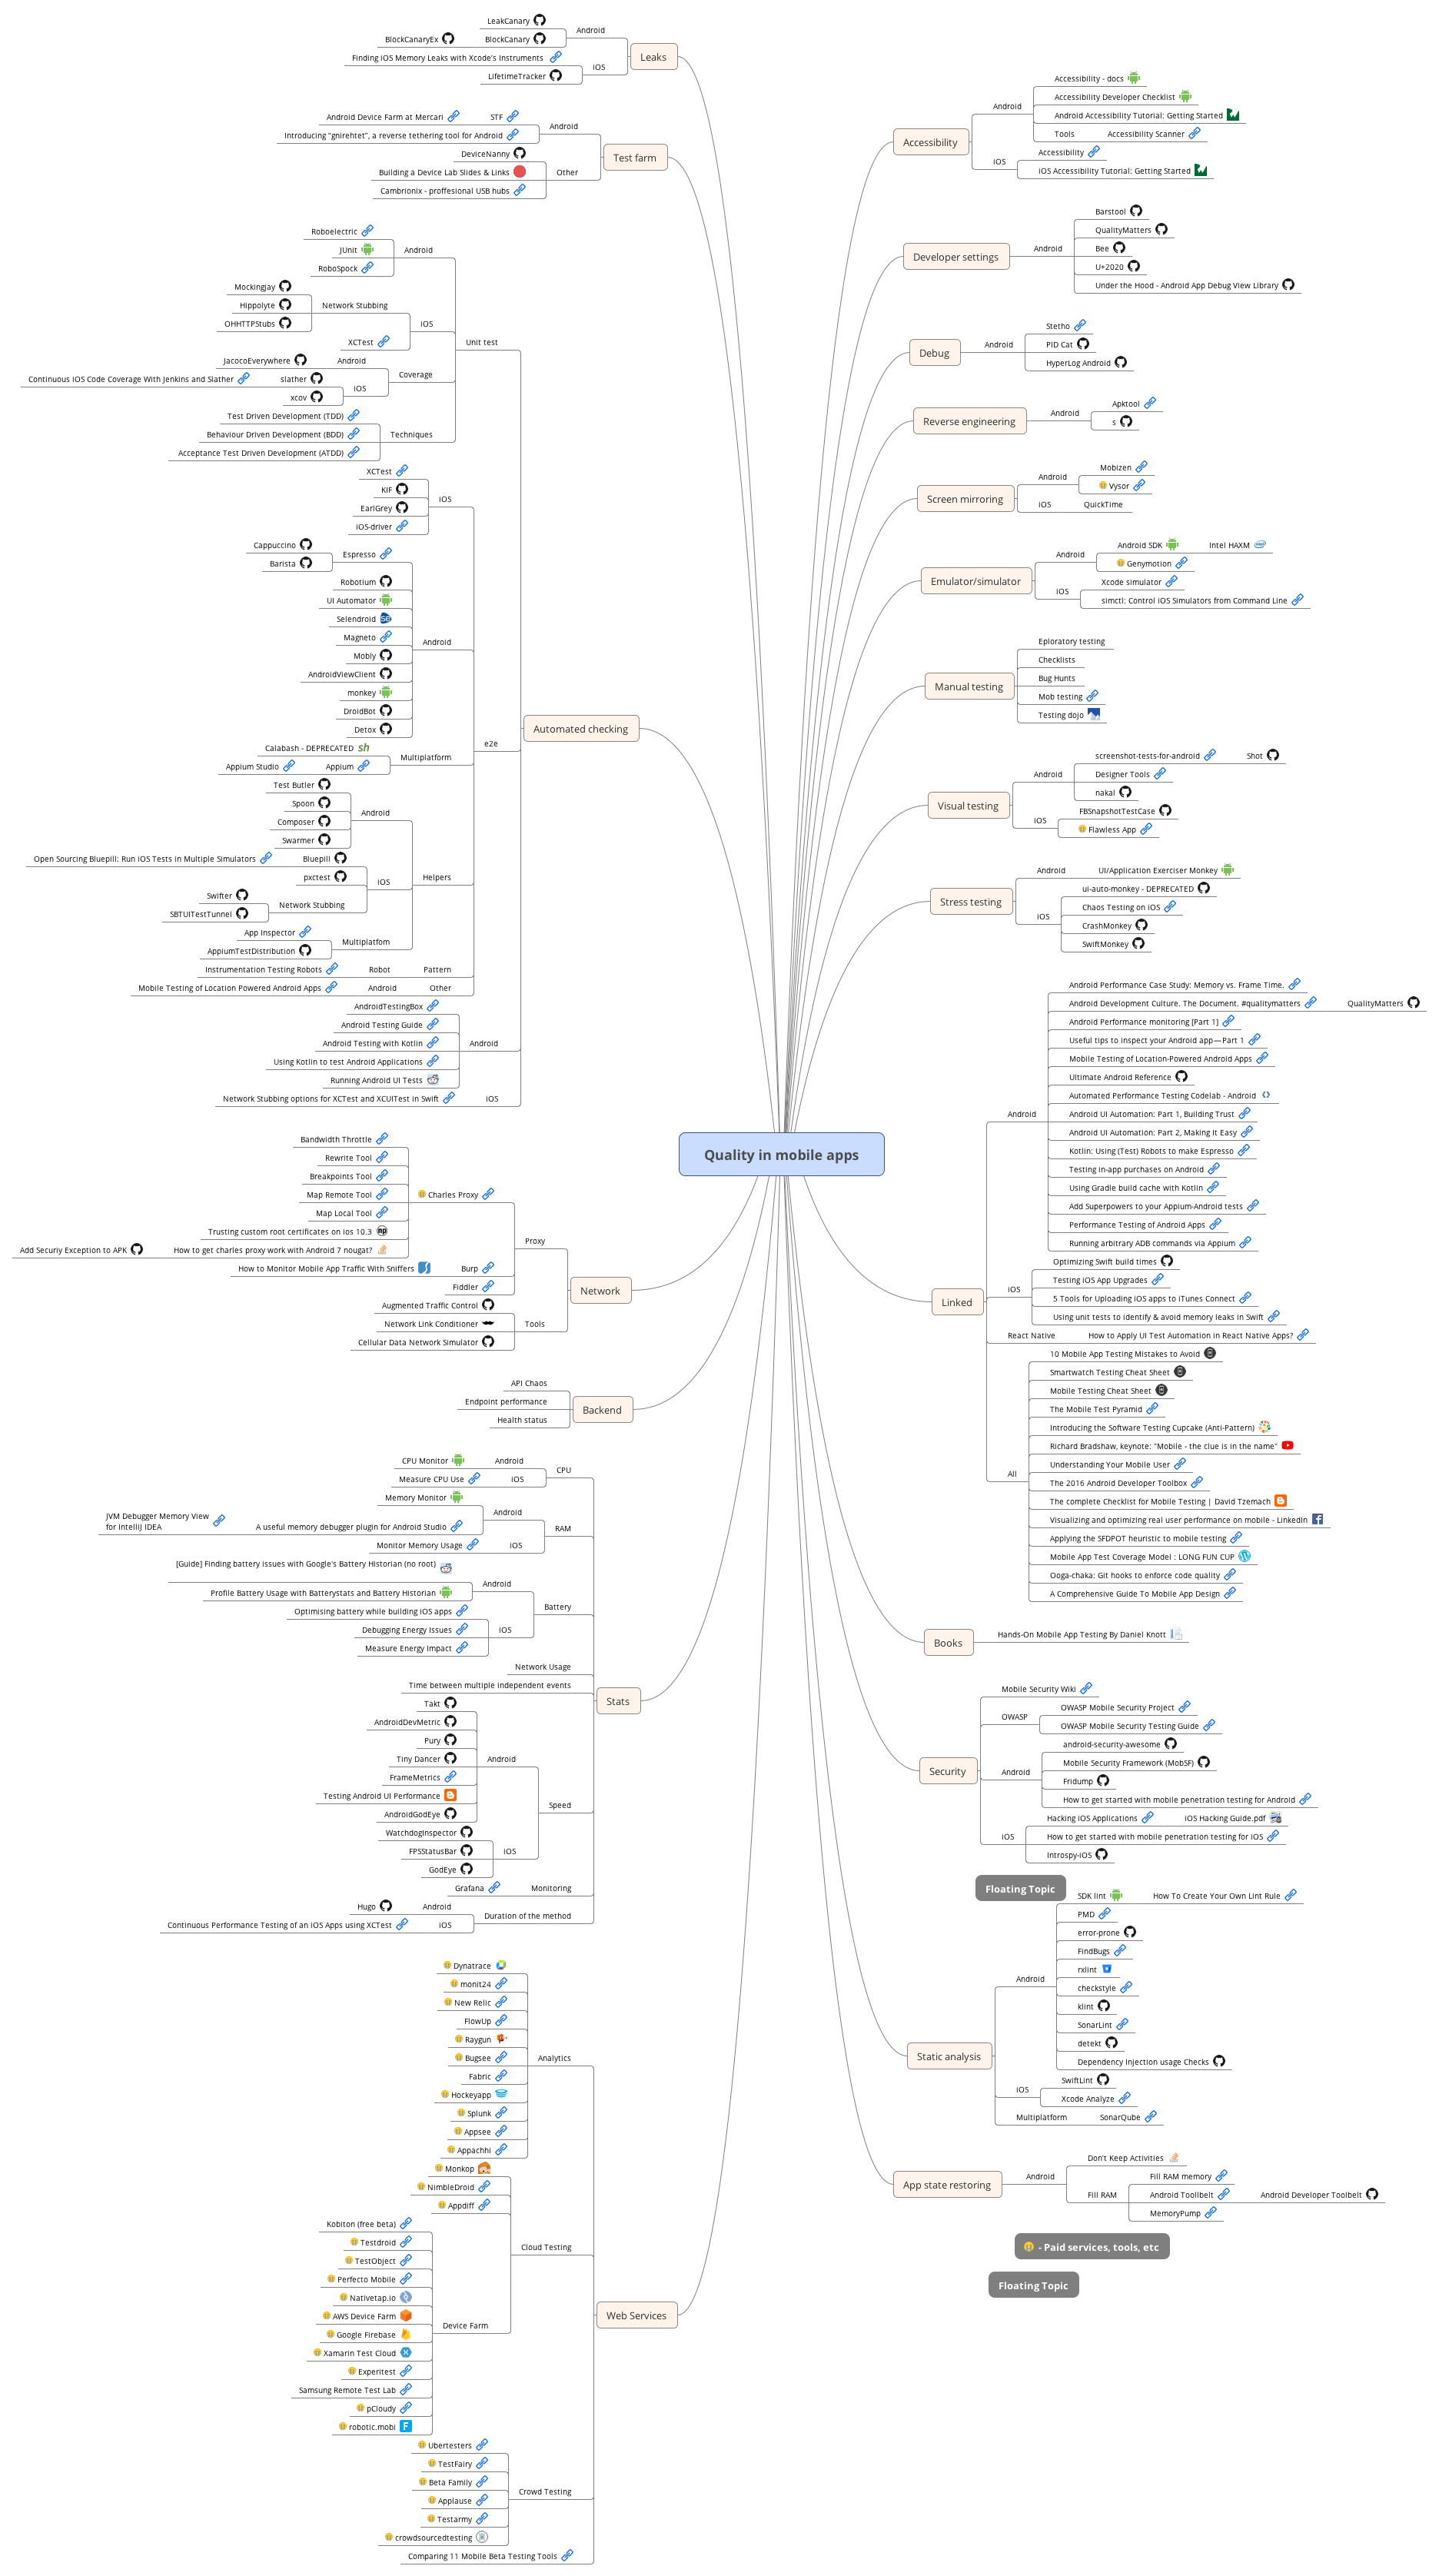 Quality in mobile apps
Leaks
Android
LeakCanary
BlockCanary
BlockCanaryEx
iOS
Finding iOS Memory Leaks with Xcode's Instruments
LifetimeTracker
Test farm
Android
STF
Android Device Farm at Mercari
Introducing "gnirehtet", a reverse tethering tool for Android
Other
DeviceNanny
Building a Device Lab Slides & Links
Cambrionix - proffesional USB hubs
Automated checking
Unit test
Android
Roboelectric
JUnit
RoboSpock
iOS
Network Stubbing
Mockingjay
Hippolyte
OHHTTPStubs
XCTest
Coverage
Android
JacocoEverywhere
iOS
slather
Continuous iOS Code Coverage With Jenkins and Slather
xcov
Techniques
Test Driven Development (TDD)
Behaviour Driven Development (BDD)
Acceptance Test Driven Development (ATDD)
e2e
iOS
XCTest
KIF
EarlGrey
iOS-driver
Android
Espresso
Cappuccino
Barista
Robotium
UI Automator
Selendroid
Magneto
Mobly
AndroidViewClient
monkey
DroidBot
Detox
Multiplatform
Calabash - DEPRECATED
Appium
Appium Studio
Helpers
Android
Test Butler
Spoon
Composer
Swarmer
iOS
Bluepill
Open Sourcing Bluepill: Run iOS Tests in Multiple Simulators
pxctest
Network Stubbing
Swifter
SBTUITestTunnel
Multiplatfom
App Inspector
AppiumTestDistribution
Pattern
Robot
Instrumentation Testing Robots
Other
Android
Mobile Testing of Location Powered Android Apps
Android
AndroidTestingBox
Android Testing Guide
Android Testing with Kotlin
Using Kotlin to test Android Applications
Running Android UI Tests
iOS
Network Stubbing options for XCTest and XCUITest in Swift
Network
Proxy
Charles Proxy
Bandwidth Throttle
Rewrite Tool
Breakpoints Tool
Map Remote Tool
Map Local Tool
Trusting custom root certificates on ios 10.3
How to get charles proxy work with Android 7 nougat?
Add Securiy Exception to APK
Burp
How to Monitor Mobile App Traffic With Sniffers
Fiddler
Tools
Augmented Traffic Control
Network Link Conditioner
Cellular Data Network Simulator
Backend
API Chaos
Endpoint performance
Health status
Stats
CPU
Android
CPU Monitor
iOS
Measure CPU Use
RAM
Android
Memory Monitor
A useful memory debugger plugin for Android Studio
JVM Debugger Memory View
for IntelliJ IDEA
iOS
Monitor Memory Usage
Battery
Android
[Guide] Finding battery issues with Google's Battery Historian (no root)
Profile Battery Usage with Batterystats and Battery Historian
iOS
Optimising battery while building iOS apps
Debugging Energy Issues
Measure Energy Impact
Network Usage
Time between multiple independent events
Speed
Android
Takt
AndroidDevMetric
Pury
Tiny Dancer
FrameMetrics
Testing Android UI Performance
AndroidGodEye
iOS
WatchdogInspector
FPSStatusBar
GodEye
Monitoring
Grafana
Duration of the method
Android
Hugo
iOS
Continuous Performance Testing of an iOS Apps using XCTest
Web Services
Analytics
Dynatrace
monit24
New Relic
FlowUp
Raygun
Bugsee
Fabric
Hockeyapp
Splunk
Appsee
Appachhi
Cloud Testing
Monkop
NimbleDroid
Appdiff
Device Farm
Kobiton (free beta)
Testdroid
TestObject
Perfecto Mobile
Nativetap.io
AWS Device Farm
Google Firebase
Xamarin Test Cloud
Experitest
Samsung Remote Test Lab
pCloudy
robotic.mobi
Crowd Testing
Ubertesters
TestFairy
Beta Family
Applause
Testarmy
crowdsourcedtesting
Comparing 11 Mobile Beta Testing Tools
Accessibility
Android
Accessibility - docs
Accessibility Developer Checklist
Android Accessibility Tutorial: Getting Started
Tools
Accessibility Scanner
iOS
Accessibility
iOS Accessibility Tutorial: Getting Started
Developer settings
Android
Barstool
QualityMatters
Bee
U+2020
Under the Hood - Android App Debug View Library
Debug
Android
Stetho
PID Cat
HyperLog Android
Reverse engineering
Android
Apktool
s
Screen mirroring
Android
Mobizen
Vysor
iOS
QuickTime
Emulator/simulator
Android
Android SDK
Intel HAXM
Genymotion
iOS
Xcode simulator
simctl: Control iOS Simulators from Command Line
Manual testing
Eploratory testing
Checklists
Bug Hunts
Mob testing
Testing dojo
Visual testing
Android
screenshot-tests-for-android
Shot
Designer Tools
nakal
iOS
FBSnapshotTestCase
Flawless App
Stress testing
Android
UI/Application Exerciser Monkey
iOS
ui-auto-monkey - DEPRECATED
Chaos Testing on iOS
CrashMonkey
SwiftMonkey
Linked
Android
Android Performance Case Study: Memory vs. Frame Time.
Android Development Culture. The Document. #qualitymatters
QualityMatters
Android Performance monitoring [Part 1]
Useful tips to inspect your Android app — Part 1
Mobile Testing of Location-Powered Android Apps
Ultimate Android Reference
Automated Performance Testing Codelab - Android
Android UI Automation: Part 1, Building Trust
Android UI Automation: Part 2, Making It Easy
Kotlin: Using (Test) Robots to make Espresso
Testing in-app purchases on Android
Using Gradle build cache with Kotlin
Add Superpowers to your Appium-Android tests
Performance Testing of Android Apps
Running arbitrary ADB commands via Appium
iOS
Optimizing Swift build times
Testing iOS App Upgrades
5 Tools for Uploading iOS apps to iTunes Connect
Using unit tests to identify & avoid memory leaks in Swift
React Native
How to Apply UI Test Automation in React Native Apps?
All
10 Mobile App Testing Mistakes to Avoid
Smartwatch Testing Cheat Sheet
Mobile Testing Cheat Sheet
The Mobile Test Pyramid
Introducing the Software Testing Cupcake (Anti-Pattern)
Richard Bradshaw, keynote: "Mobile - the clue is in the name"
Understanding Your Mobile User
The 2016 Android Developer Toolbox
The complete Checklist for Mobile Testing | David Tzemach
Visualizing and optimizing real user performance on mobile - LinkedIn
Applying the SFDPOT heuristic to mobile testing
Mobile App Test Coverage Model : LONG FUN CUP
Ooga-chaka: Git hooks to enforce code quality
A Comprehensive Guide To Mobile App Design
Books
Hands-On Mobile App Testing By Daniel Knott
Security
Mobile Security Wiki
OWASP
OWASP Mobile Security Project
OWASP Mobile Security Testing Guide
Android
android-security-awesome
Mobile Security Framework (MobSF)
Fridump
How to get started with mobile penetration testing for Android
iOS
Hacking iOS Applications
iOS Hacking Guide.pdf
How to get started with mobile penetration testing for iOS
Introspy-iOS
Floating Topic
Static analysis
Android
SDK lint
How To Create Your Own Lint Rule
PMD
error-prone
FindBugs
rxlint
checkstyle
klint
SonarLint
detekt
Dependency Injection usage Checks
iOS
SwiftLint
Xcode Analyze
Multiplatform
SonarQube
App state restoring
Android
Don't Keep Activities
Fill RAM
Fill RAM memory
Android Toollbelt
Android Developer Toolbelt
MemoryPump
- Paid services, tools, etc
Floating Topic